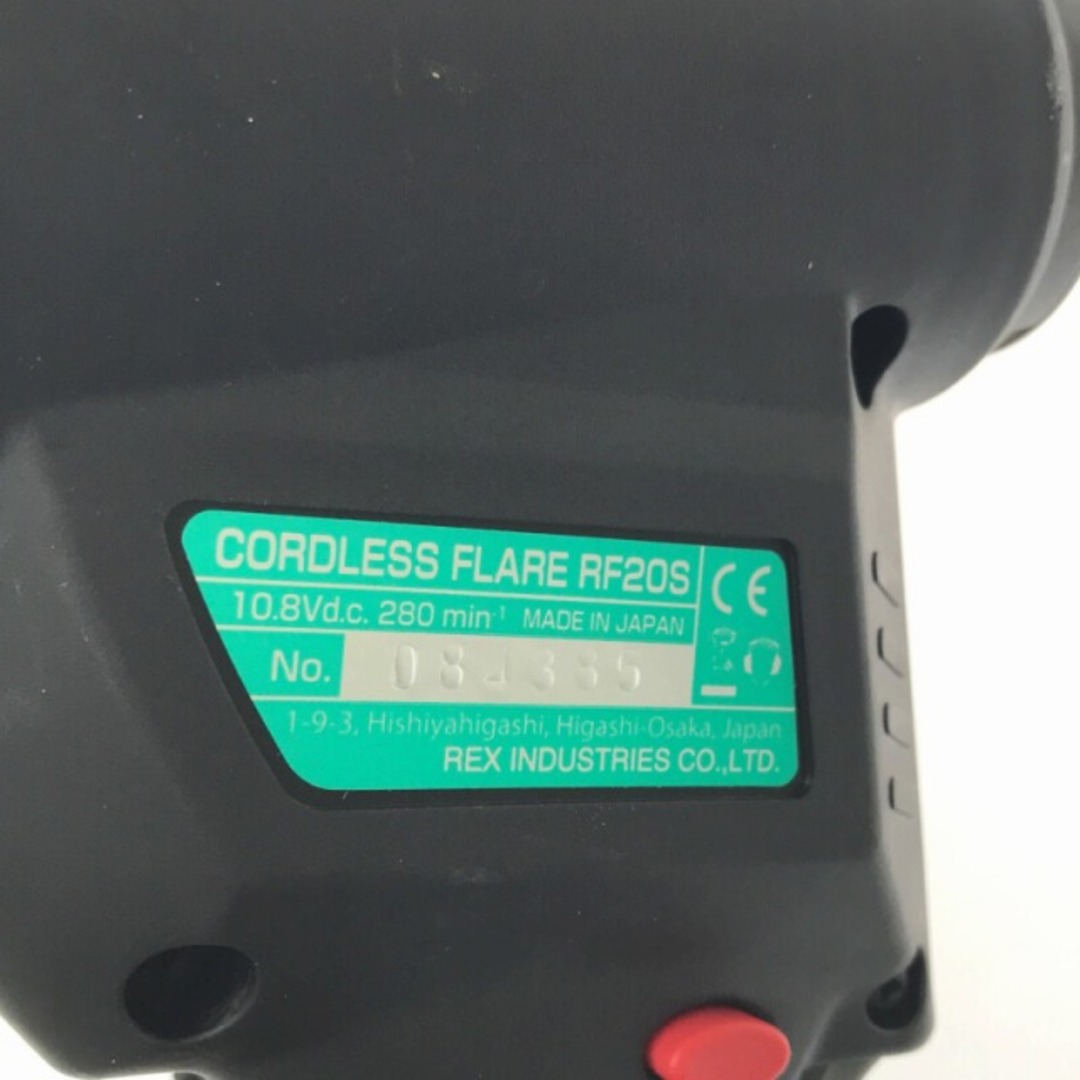 CORDLESS FLARE RF20S
CE
10.8Vd.c. 280 min-1 MADE IN JAPAN
No.
1-9-3, Hishiyahigashi, Higashi-Osaka, Japan
REX INDUSTRIES CO.,LTD.